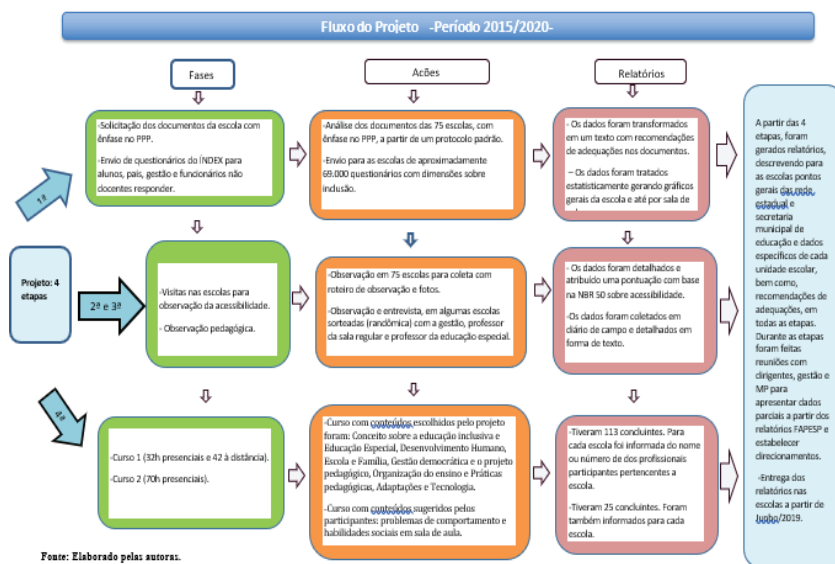 Fluxo do Projeto -Período 2015/2020-
Fases
Ações
Relatórios
1ª
Projeto: 4
etapas
2ª e 3ª
4ª
-Solicitação dos documentos da escola com
ênfase no PPP.
-Envio de questionários do ÍNDEX para
alunos, pais, gestão e funcionários não
docentes responder.
-Análise dos documentos das 75 escolas, com
ênfase no PPP, a partir de um protocolo padrão.
-Envio para as escolas de aproximadamente
69.000 questionários com dimensões sobre
inclusão.
- Os dados foram transformados
em um texto com recomendações
de adequações nos documentos.
– Os dados foram tratados
estatisticamente gerando gráficos
gerais da escola e até por sala de
-Visitas nas escolas para
observação da acessibilidade.
- Observação pedagógica.
-Observação em 75 escolas para coleta com
roteiro de observação e fotos.
-Observação e entrevista, em algumas escolas
sorteadas (randômica) com a gestão, professor
da sala regular e professor da educação especial.
- Os dados foram detalhados e
atribuído uma pontuação com base
na NBR 50 sobre acessibilidade.
-Os dados foram coletados em
diário de campo e detalhados em
forma de texto.
-Curso 1 (32h presenciais e 42 à distância).
-Curso 2 (70h presenciais).
-Curso com conteúdos escolhidos pelo projeto
foram: Conceito sobre a educação inclusiva e
Educação Especial, Desenvolvimento Humano,
Escola e Família, Gestão democrática e o projeto
pedagógico, Organização do ensino e Práticas
pedagógicas, Adaptações e Tecnologia.
-Curso com conteúdos sugeridos pelos
participantes: problemas de comportamento e
habilidades sociais em sala de aula.
-Tiveram 113 concluintes. Para
cada escola foi informada do nome
ou número de dos profissionais
participantes pertencentes a
escola.
-Tiveram 25 concluintes. Foram
também informados para cada
escola.
A partir das 4
etapas, foram
gerados relatórios,
descrevendo para
as escolas pontos
gerais das rede
estadual e
secretaria
municipal de
educação e dados
específicos de cada
unidade escolar,
bem como,
recomendações de
adequações, em
todas as etapas.
Durante as etapas
foram feitas
reuniões com
dirigentes, gestão e
MP para
apresentar dados
parciais a partir dos
relatórios FAPESP e
estabelecer
direcionamentos.
-Entrega dos
relatórios nas
escolas a partir de
Junho/2019.
Fonte: Elaborado pelas autoras.